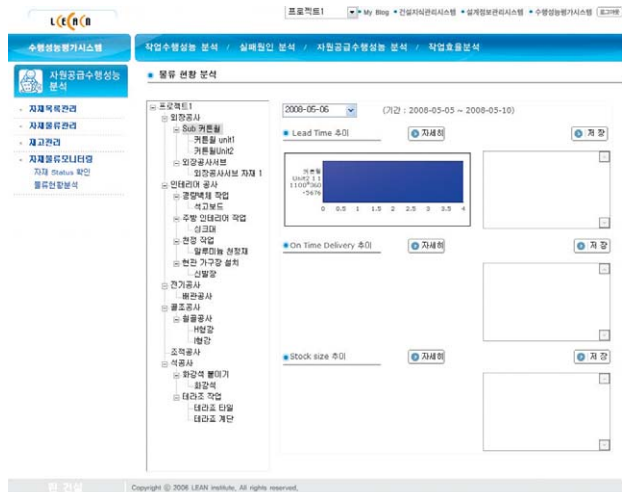 LEAN
프로젝트1
• My Blog • 건설지식관리시스템 • 설계정보관리시스템 • 수행성능평가시스템 로그아웃
수행성능평가시스템
작업수행성능 분석 / 실패원인 분석 / 자원공급수행성능 분석 / 작업효율분석
자원공급수행성능 분석
자재목록관리
자재물류관리
재고관리
자재물류모니터링
자재 Status 확인
물류현황분석
물류 현황 분석
프로젝트1
외장공사
Sub 커튼월
커튼월 unit1
커튼월Unit2
외장공사서브
외장공사서브 자재 1
인테리어 공사
경량벽체 작업
석고보드
주방 인테리어 작업
싱크대
천정 작업
알루미늄 천정재
현관 가구장 설치
신발장
전기공사
배관공사
골조공사
철골공사
H형강
I형강
조적공사
석공사
화강석 붙이기
화강석
테라조 작업
테라조 타일
테라조 계단
2008-05-06
(기간 : 2008-05-05 ~ 2008-05-10)
Lead Time 추이
자세히
저 장
커튼월
Unit2 1 1
1100*360
-5676
0 0.5 1 1.5 2 2.5 3 3.5 4
On Time Delivery 추이
자세히
저 장
Stock size 추이
자세히
저 장
린 건설
Copyright ⓒ 2006 LEAN Institute, All rights reserved,